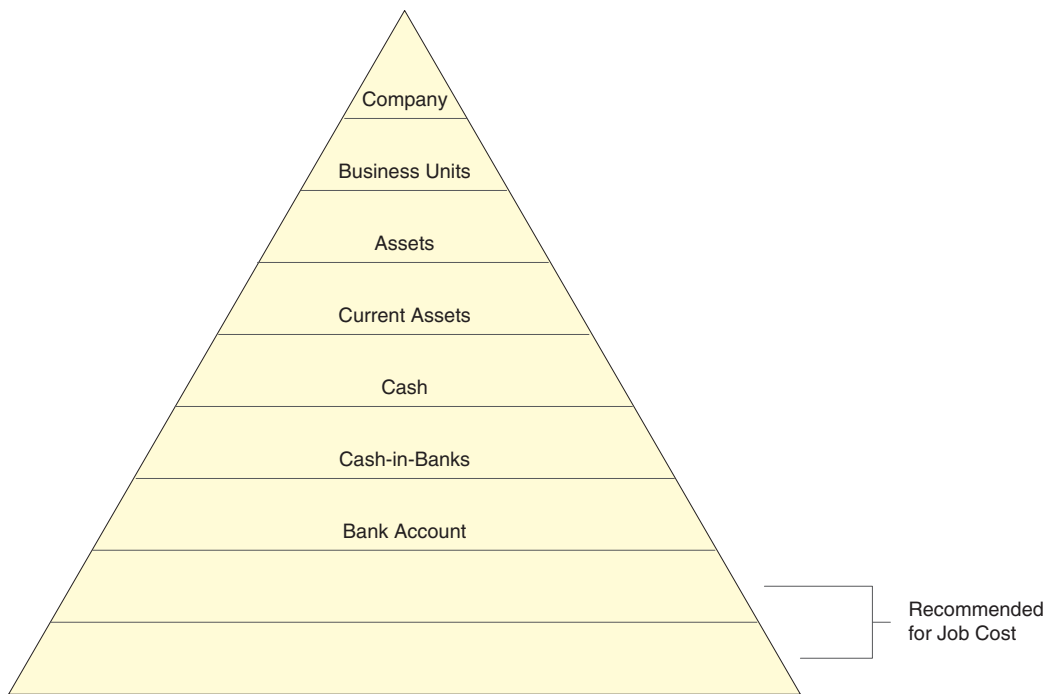 Company
Business Units
Assets
Current Assets
Cash
Cash-in-Banks
Bank Account
Recommended
for Job Cost